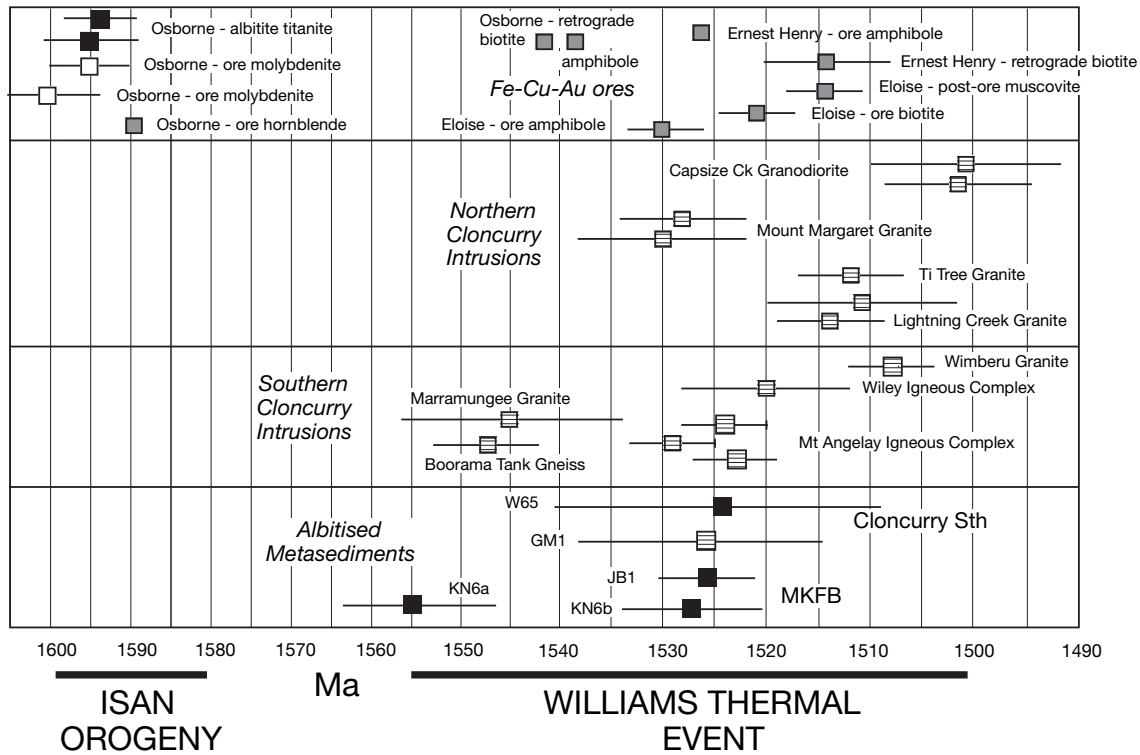 Osborne - albitite titanite
Osborne - ore molybdenite
Osborne - ore molybdenite
Osborne - ore hornblende
Osborne - retrograde
biotite
amphibole
Fe-Cu-Au ores
Eloise - ore amphibole
Ernest Henry - ore amphibole
Ernest Henry - retrograde biotite
Eloise - post-ore muscovite
Eloise - ore biotite
Northern
Cloncurry
Intrusions
Capsize Ck Granodiorite
Mount Margaret Granite
Ti Tree Granite
Lightning Creek Granite
Southern
Cloncurry
Intrusions
Marramungee Granite
Boorama Tank Gneiss
Wimberu Granite
Wiley Igneous Complex
Mt Angelay Igneous Complex
Albitised
Metasediments
W65
Cloncurry Sth
GM1
JB1
MKFB
KN6a
KN6b
1600 1590 1580 1570 1560 1550 1540 1530 1520 1510 1500 1490
Ma
ISAN
OROGENY
WILLIAMS THERMAL
EVENT